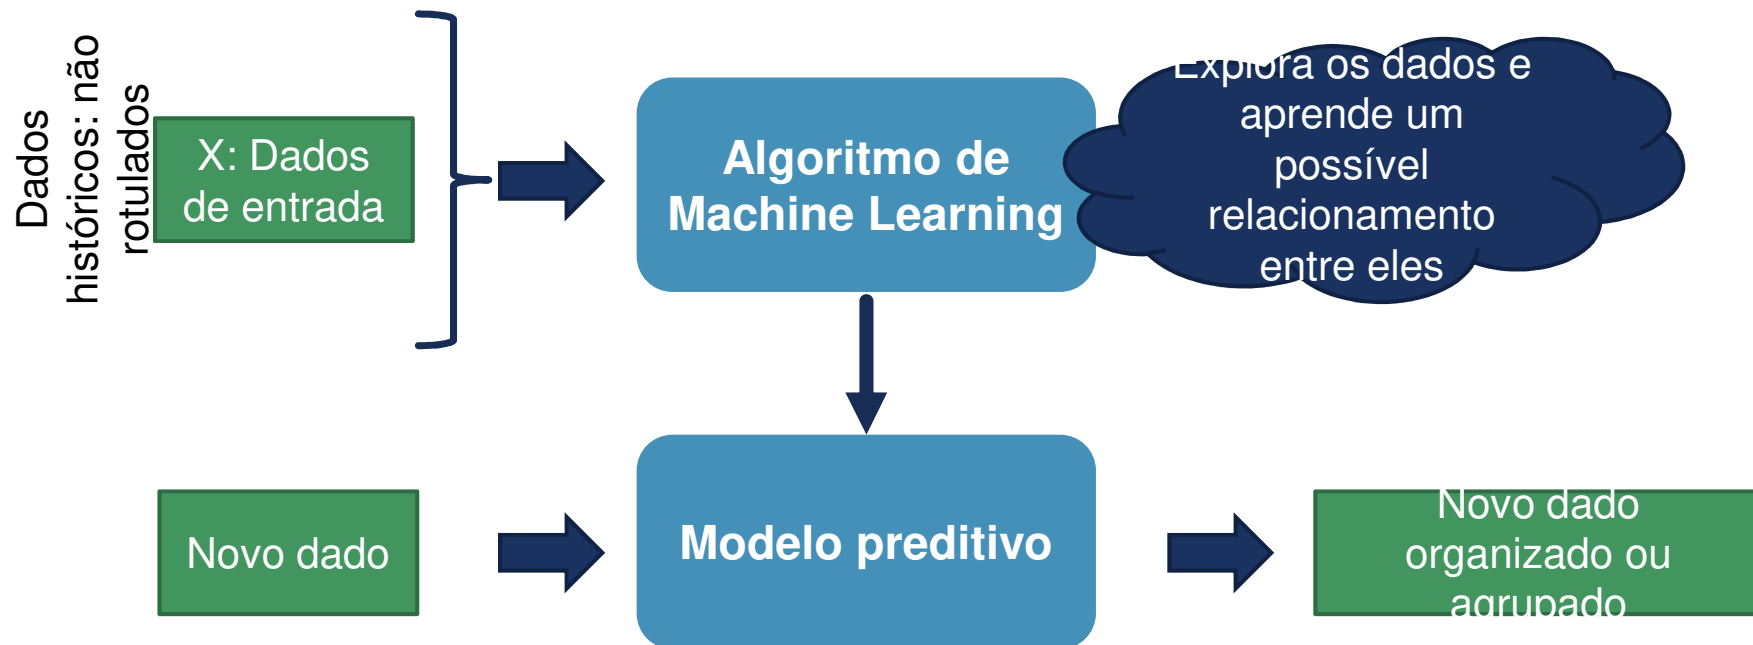 Dados
históricos: não
rotulados
X: Dados
de entrada
Algoritmo de
Machine Learning
Explora os dados e
aprende um
possível
relacionamento
entre eles
Novo dado
Modelo preditivo
Novo dado
organizado ou
agrupado